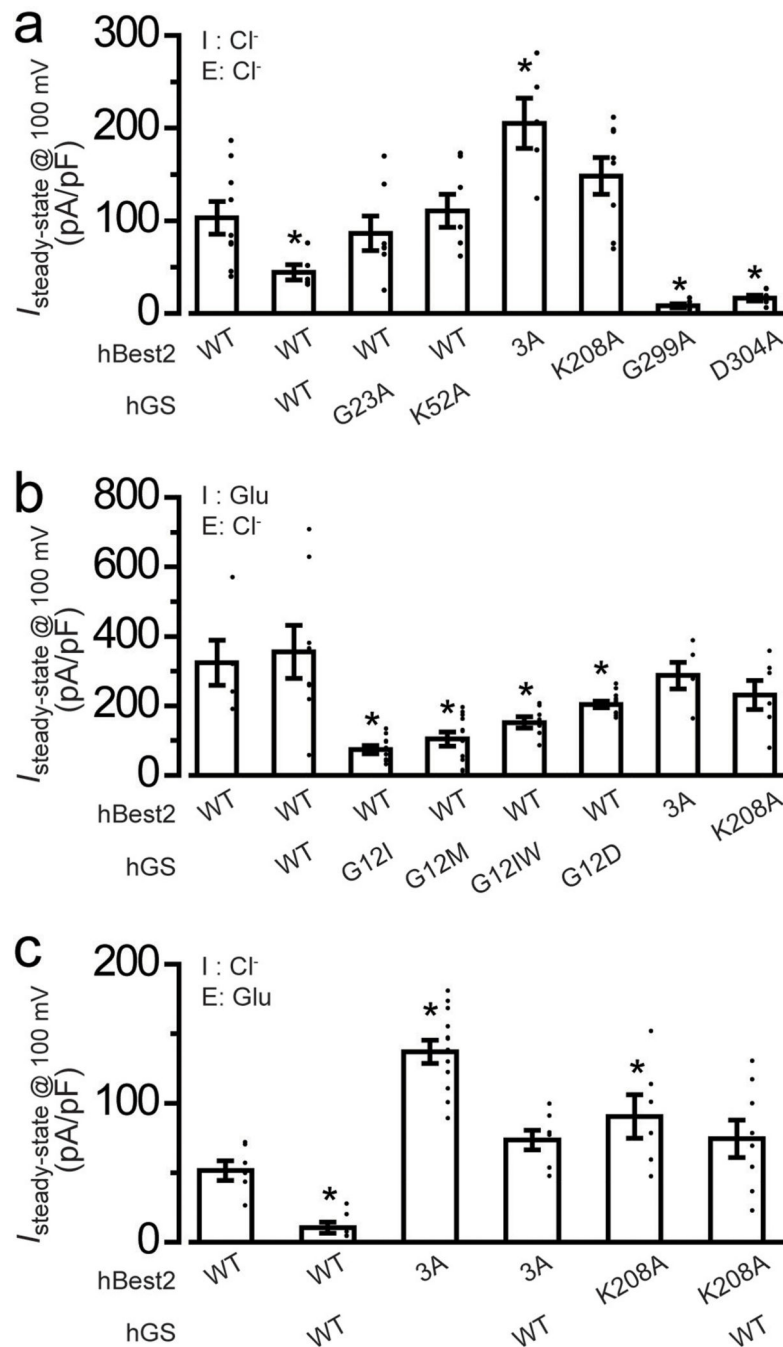 a
I : Cl⁻
E: Cl⁻
I steady-state @ 100 mV
(pA/pF)
300
200
100
0
* * * *
hBest2 WT WT WT WT 3A K208A G299A D304A
hGS WT G23A K52A
b
I : Glu
E: Cl⁻
I steady-state @ 100 mV
(pA/pF)
800
600
400
200
0
* * * *
hBest2 WT WT WT WT WT WT 3A K208A
hGS WT G12I G12M G12IW G12D
c
I : Cl⁻
E: Glu
I steady-state @ 100 mV
(pA/pF)
200
100
0
* * *
hBest2 WT WT 3A 3A K208A K208A
hGS WT WT WT